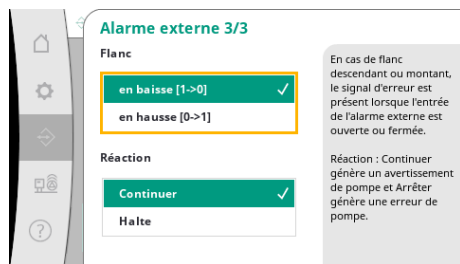 Alarme externe 3/3
Flanc
en baisse [1->0]
en hausse [0->1]
Réaction
Continuer
Halte
En cas de flanc
descendant ou montant,
le signal d'erreur est
présent lorsque l'entrée
de l'alarme externe est
ouverte ou fermée.
Réaction : Continuer
génère un avertissement
de pompe et Arrêter
génère une erreur de
pompe.